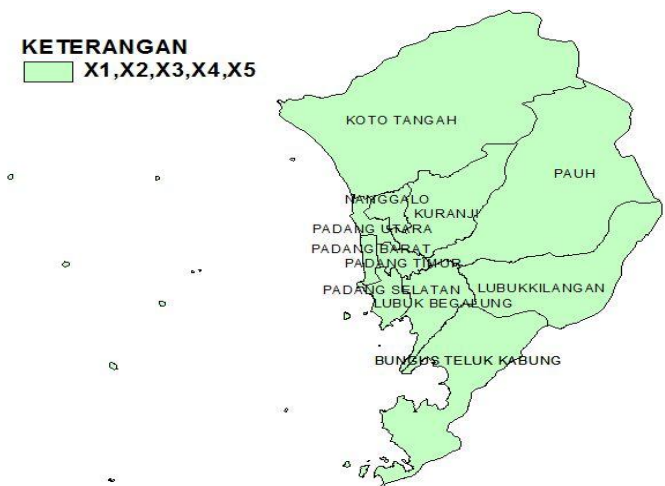 KETERANGAN
X1,X2,X3,X4,X5
KOTO TANGAH
PAUH
NANGGALO
KURANJI
PADANG UTARA
PADANG BARAT
PADANG TIMUR
PADANG SELATAN
LUBUKKILANGAN
LUBUK BEGALUNG
BUNGUS TELUK KABUNG